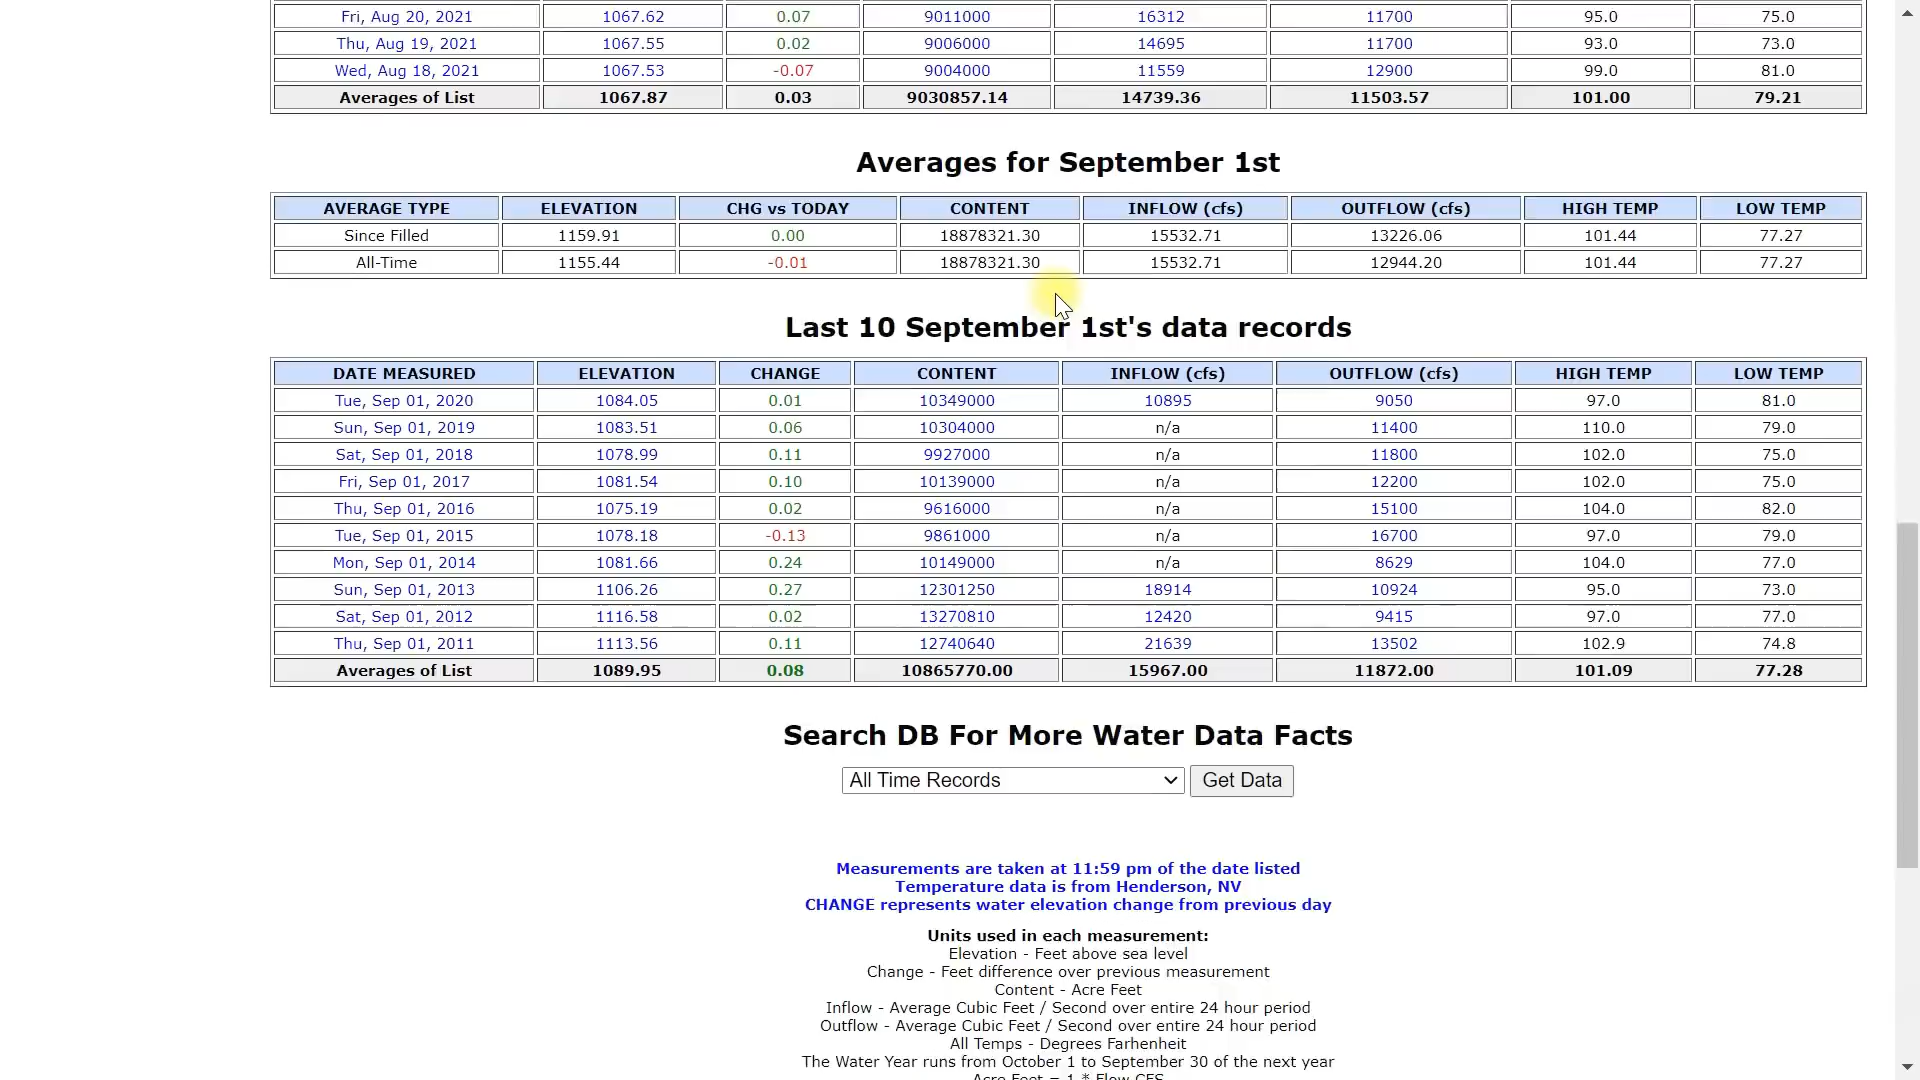 Fri, Aug 20, 2021 1067.62 0.07 9011000 16312 11700 95.0 75.0
Thu, Aug 19, 2021 1067.55 0.02 9006000 14695 11700 93.0 73.0
Wed, Aug 18, 2021 1067.53 -0.07 9004000 11559 12900 99.0 81.0
Averages of List 1067.87 0.03 9030857.14 14739.36 11503.57 101.00 79.21
Averages for September 1st
AVERAGE TYPE ELEVATION CHG vs TODAY CONTENT INFLOW (cfs) OUTFLOW (cfs) HIGH TEMP LOW TEMP
Since Filled 1159.91 0.00 18878321.30 15532.71 13226.06 101.44 77.27
All-Time 1155.44 -0.01 18878321.30 15532.71 12944.20 101.44 77.27
Last 10 September 1st's data records
DATE MEASURED ELEVATION CHANGE CONTENT INFLOW (cfs) OUTFLOW (cfs) HIGH TEMP LOW TEMP
Tue, Sep 01, 2020 1084.05 0.01 10349000 10895 9050 97.0 81.0
Sun, Sep 01, 2019 1083.51 0.06 10304000 n/a 11400 110.0 79.0
Sat, Sep 01, 2018 1078.99 0.11 9927000 n/a 11800 102.0 75.0
Fri, Sep 01, 2017 1081.54 0.10 10139000 n/a 12200 102.0 75.0
Thu, Sep 01, 2016 1075.19 0.02 9616000 n/a 15100 104.0 82.0
Tue, Sep 01, 2015 1078.18 -0.13 9861000 n/a 16700 97.0 79.0
Mon, Sep 01, 2014 1081.66 0.24 10149000 n/a 8629 104.0 77.0
Sun, Sep 01, 2013 1106.26 0.27 12301250 18914 10924 95.0 73.0
Sat, Sep 01, 2012 1116.58 0.02 13270810 12420 9415 97.0 77.0
Thu, Sep 01, 2011 1113.56 0.11 12740640 21639 13502 102.9 74.8
Averages of List 1089.95 0.08 10865770.00 15967.00 11872.00 101.09 77.28
Search DB For More Water Data Facts
All Time Records Get Data
Measurements are taken at 11:59 pm of the date listed
Temperature data is from Henderson, NV
CHANGE represents water elevation change from previous day
Units used in each measurement:
Elevation - Feet above sea level
Change - Feet difference over previous measurement
Content - Acre Feet
Inflow - Average Cubic Feet / Second over entire 24 hour period
Outflow - Average Cubic Feet / Second over entire 24 hour period
All Temps - Degrees Farhenheit
The Water Year runs from October 1 to September 30 of the next year
Acre Feet = 1 * Flow CFS